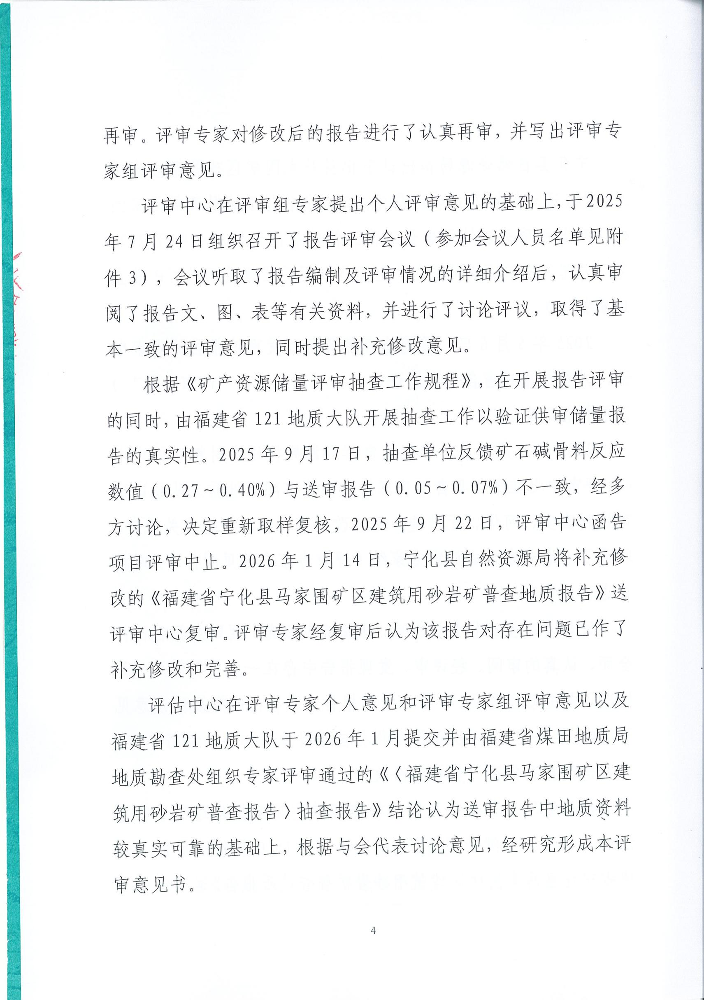 再审。评审专家对修改后的报告进行了认真再审，并写出评审专
家组评审意见。
评审中心在评审组专家提出个人评审意见的基础上，于2025
年7月24日组织召开了报告评审会议（参加会议人员名单见附
件3），会议听取了报告编制及评审情况的详细介绍后，认真审
阅了报告文、图、表等有关资料，并进行了讨论评议，取得了基
本一致的评审意见，同时提出补充修改意见。
根据《矿产资源储量评审抽查工作规程》，在开展报告评审
的同时，由福建省121地质大队开展抽查工作以验证供审储量报
告的真实性。2025年9月17日，抽查单位反馈矿石碱骨料反应
数值（0.27~0.40%）与送审报告（0.05~0.07%）不一致，经多
方讨论，决定重新取样复核，2025年9月22日，评审中心函告
项目评审中止。2026年1月14日，宁化县自然资源局将补充修
改的《福建省宁化县马家围矿区建筑用砂岩矿普查地质报告》送
评审中心复审。评审专家经复审后认为该报告对存在问题已作了
补充修改和完善。
评估中心在评审专家个人意见和评审专家组评审意见以及
福建省121地质大队于2026年1月提交并由福建省煤田地质局
地质勘查处组织专家评审通过的《〈福建省宁化县马家围矿区建
筑用砂岩矿普查报告〉抽查报告》结论认为送审报告中地质资料
较真实可靠的基础上，根据与会代表讨论意见，经研究形成本评
审意见书。
4